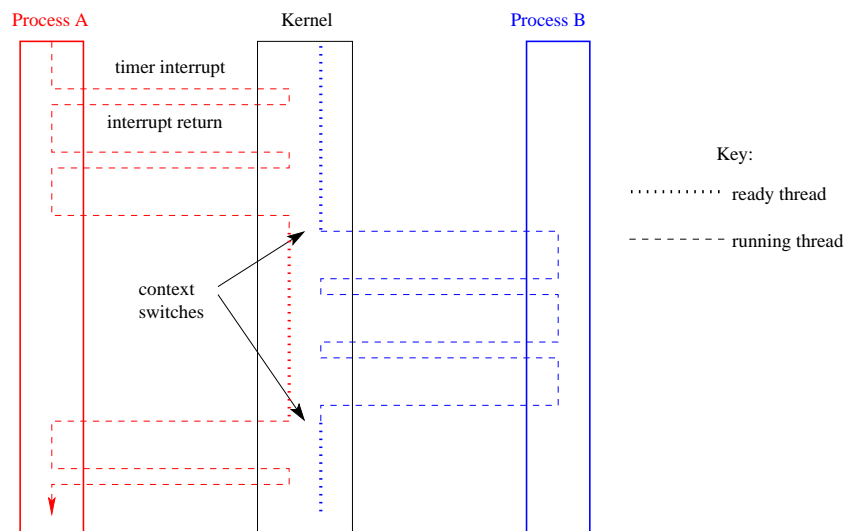 Process A
Kernel
Process B
timer interrupt
interrupt return
Key:
ready thread
running thread
context
switches